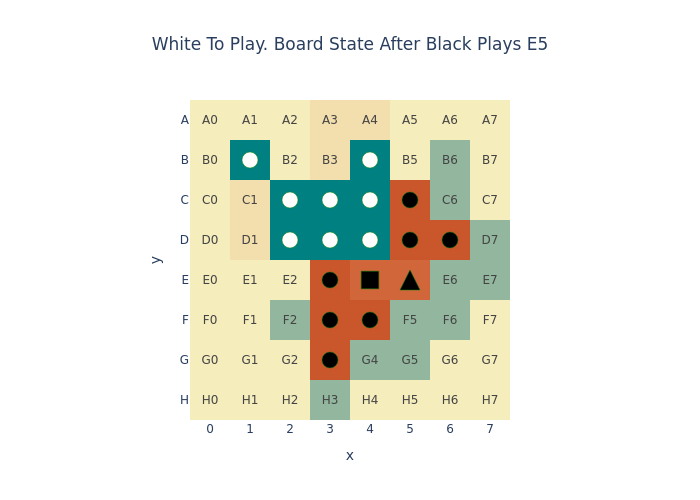 White To Play. Board State After Black Plays E5
A A0 A1 A2 A3 A4 A5 A6 A7
B B0 B2 B3 B5 B6 B7
C C0 C1 C6 C7
D D0 D1 D7
E E0 E1 E2 E6 E7
F F0 F1 F2 F5 F6 F7
G G0 G1 G2 G4 G5 G6 G7
H H0 H1 H2 H3 H4 H5 H6 H7
0 1 2 3 4 5 6 7
x
y